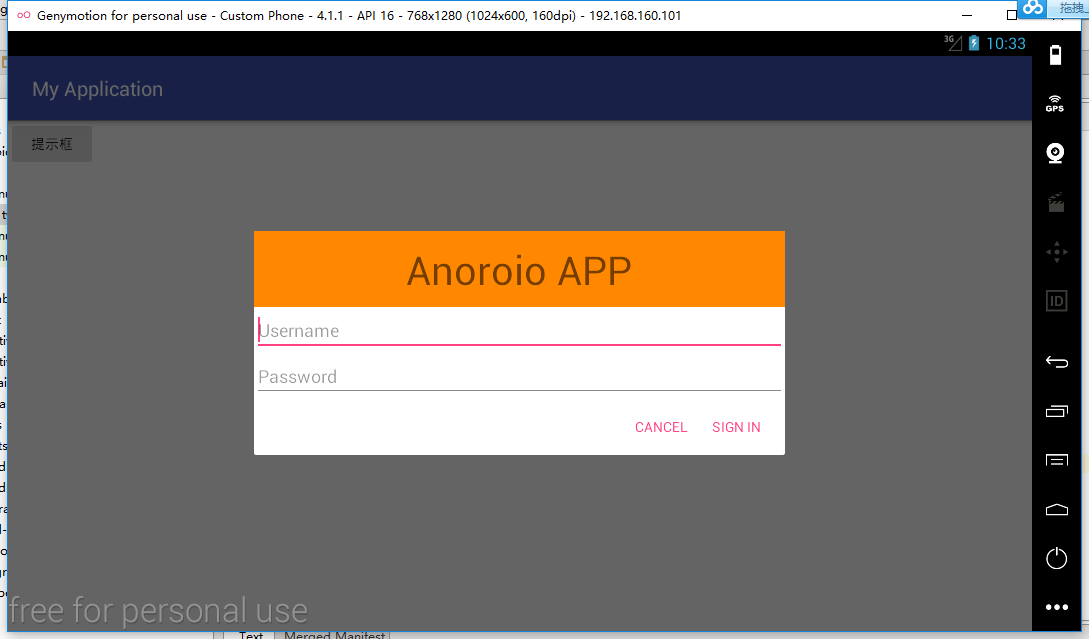 Genymotion for personal use - Custom Phone - 4.1.1 - API 16 - 768x1280 (1024x600, 160dpi) - 192.168.160.101
拖拽
3G 10:33
My Application
GPS
提示框
Anoroio APP
Username
ID
Password
CANCEL SIGN IN
free for personal use
Text Merged Manifest